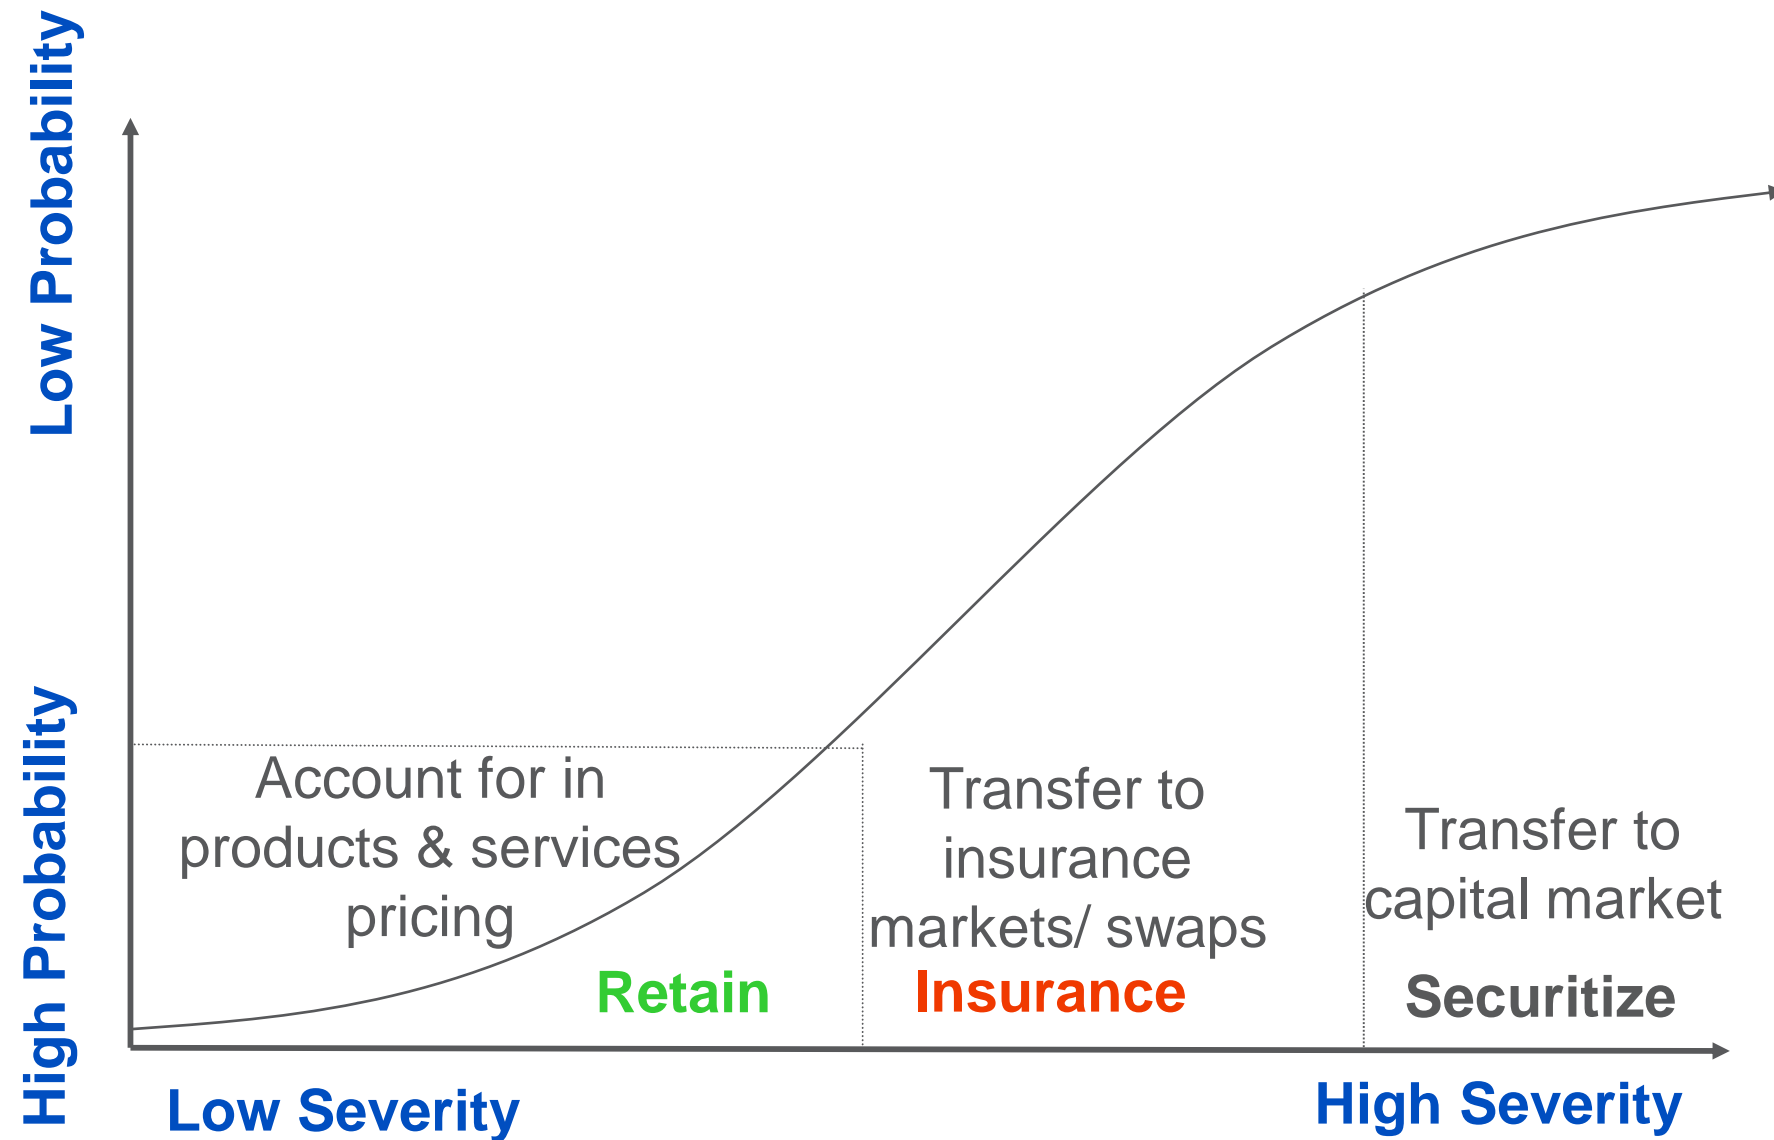 Low Probability
High Probability
Account for in
products & services
pricing
Retain
Transfer to
insurance
markets/ swaps
Insurance
Transfer to
capital market
Securitize
Low Severity
High Severity